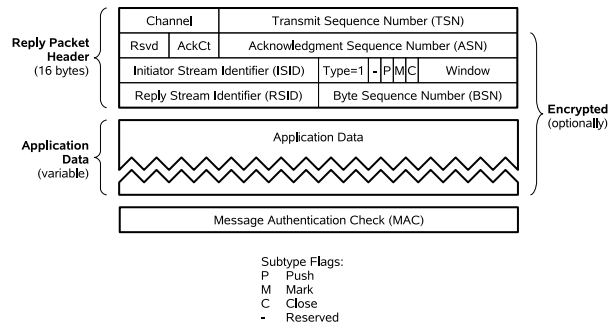 Channel Transmit Sequence Number (TSN)
Reply Packet Header (16 bytes)
Rsvd AckCt Acknowledgment Sequence Number (ASN)
Initiator Stream Identifier (ISID) Type=1 - P M C Window
Reply Stream Identifier (RSID) Byte Sequence Number (BSN)
Encrypted (optionally)
Application Data (variable)
Application Data
Message Authentication Check (MAC)
Subtype Flags:
P Push
M Mark
C Close
- Reserved